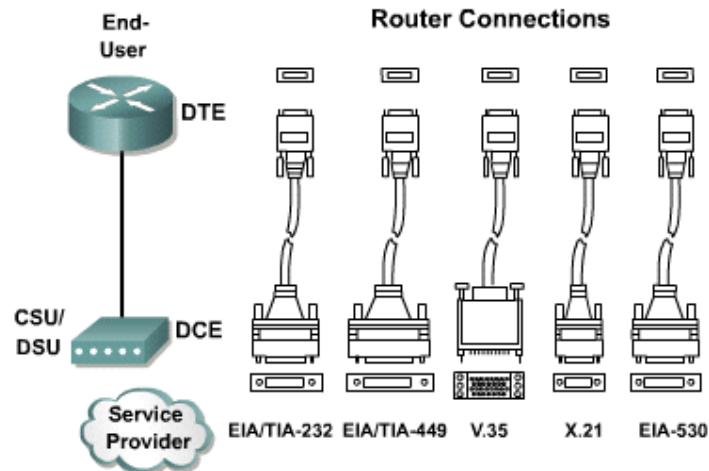 End-
User
Router Connections
DTE
CSU/
DSU
DCE
Service
Provider
EIA/TIA-232 EIA/TIA-449 V.35 X.21 EIA-530